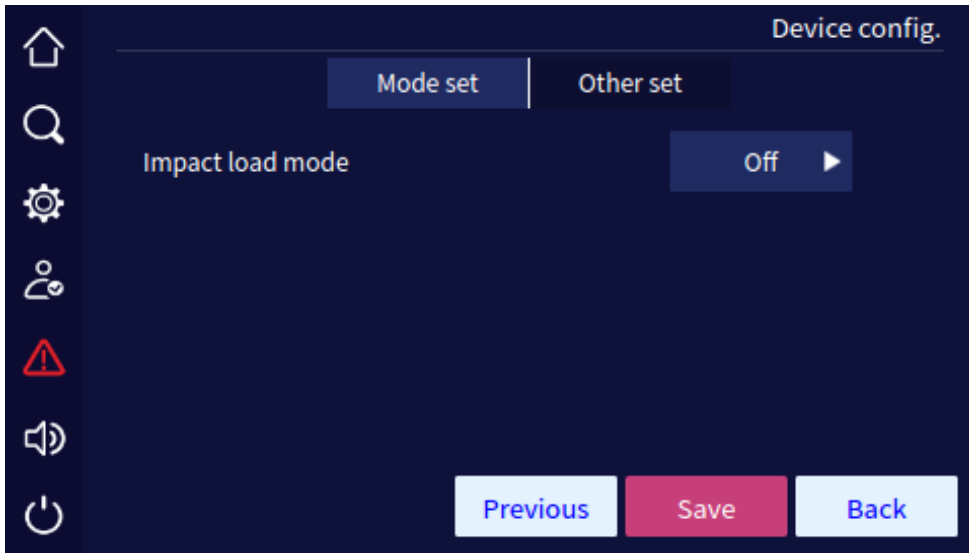 Device config.
Mode set Other set
Impact load mode Off
Previous Save Back